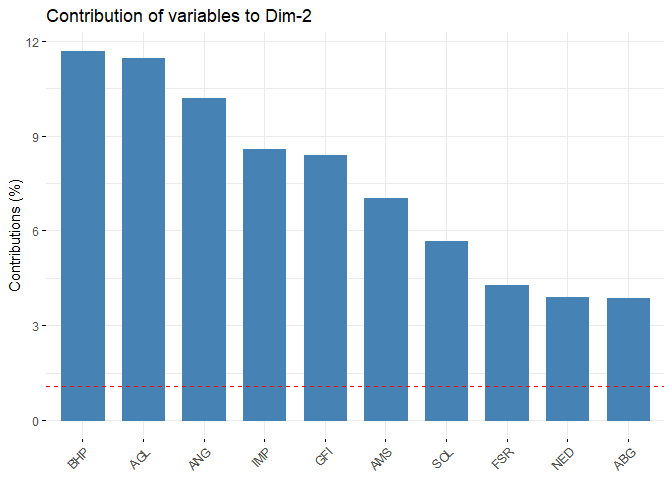 Contribution of variables to Dim-2
Contributions (%)
12
9
6
3
0
BHP
AGL
ANG
IMP
GFI
AMS
SOL
FSR
NED
ABG